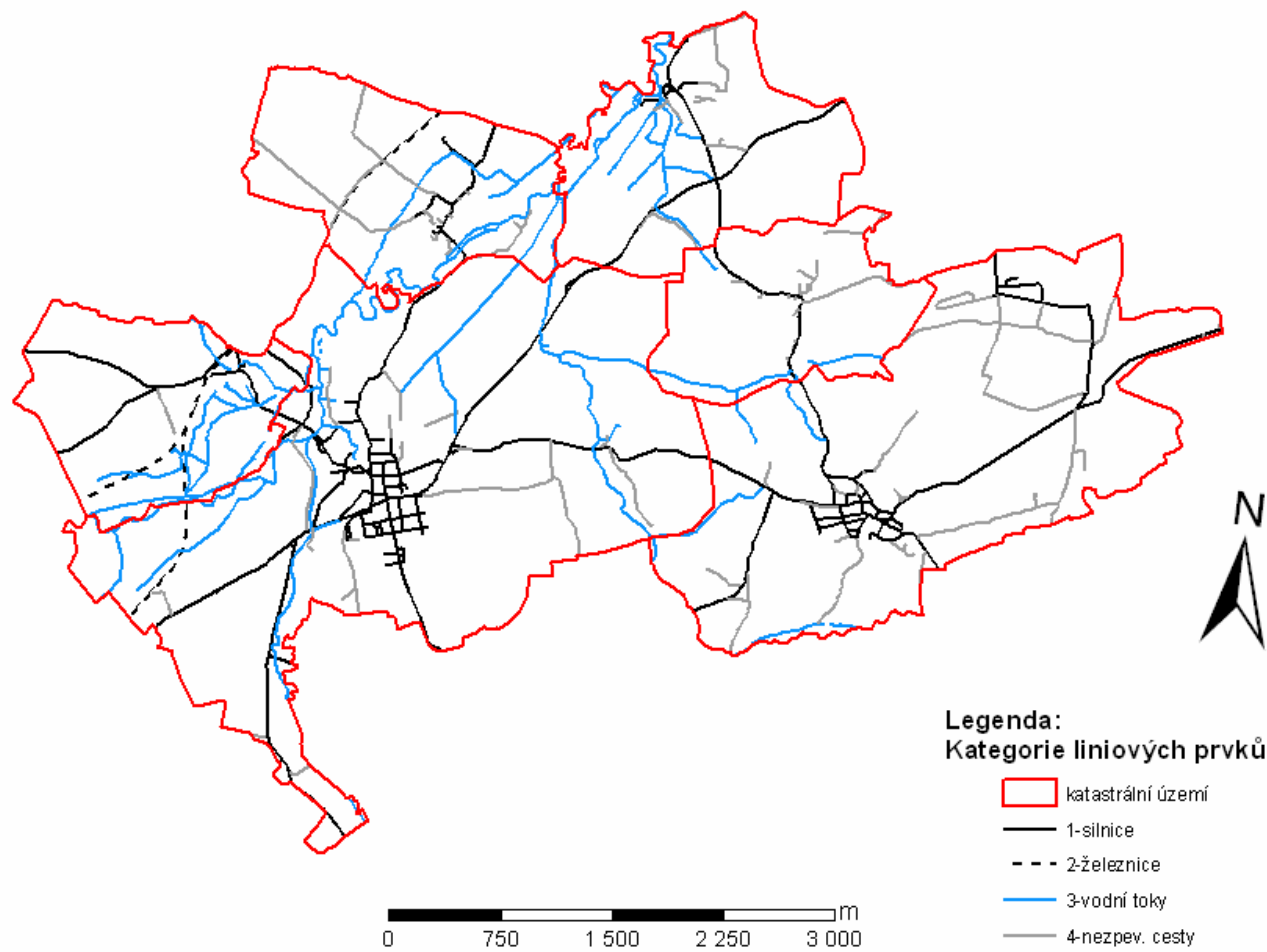 N
Legenda:
Kategorie liniových prvků
katastrální území
1-silnice
2-železnice
3-vodní toky
4-nezpev. cesty
m
0 750 1 500 2 250 3 000